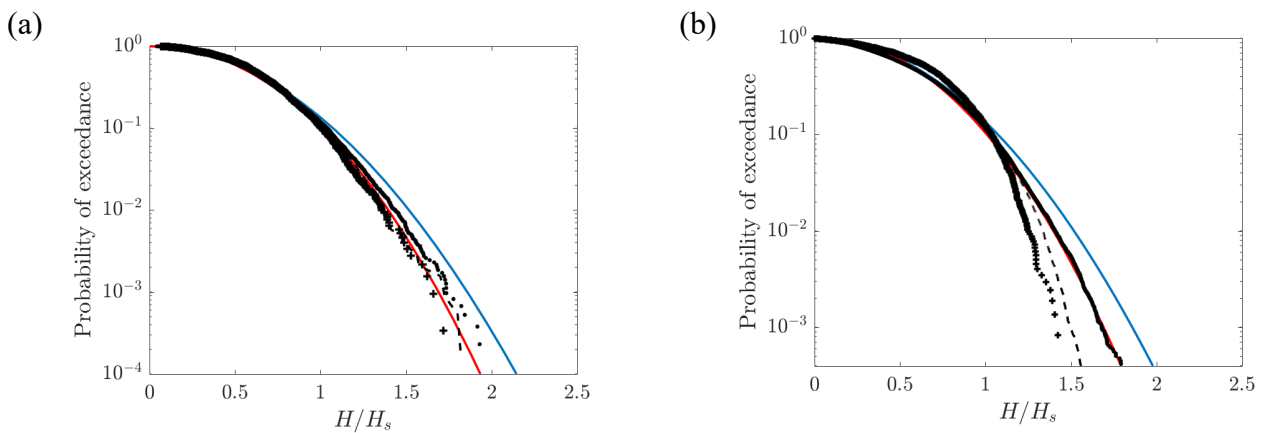 (a)
Probability of exceedance
10^0
10^{-1}
10^{-2}
10^{-3}
10^{-4}
0 0.5 1 1.5 2 2.5
H/H_s
(b)
Probability of exceedance
10^0
10^{-1}
10^{-2}
10^{-3}
0 0.5 1 1.5 2 2.5
H/H_s